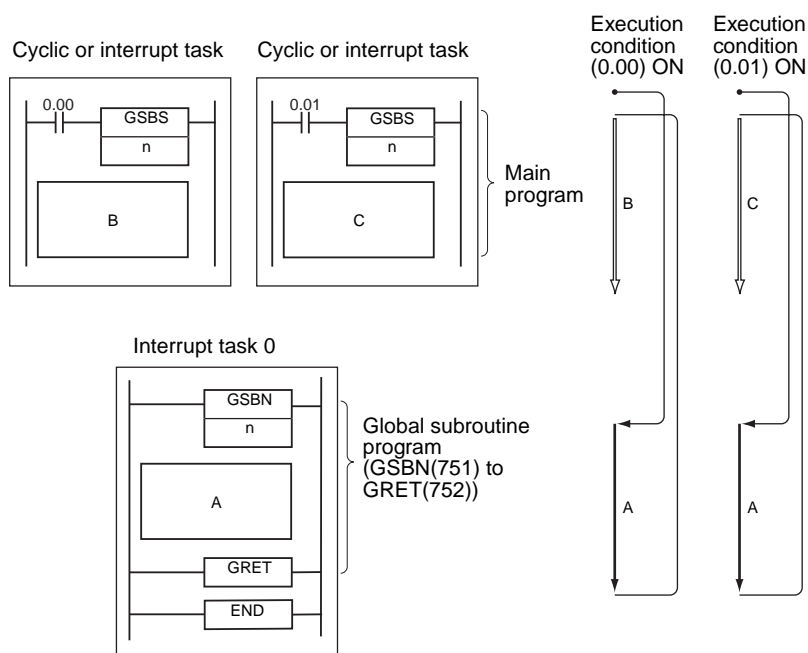 Cyclic or interrupt task
0.00
GSBS
n
B
Cyclic or interrupt task
0.01
GSBS
n
C
Main
program
Execution
condition
(0.00) ON
B
A
Execution
condition
(0.01) ON
C
A
Interrupt task 0
GSBN
n
A
GRET
END
Global subroutine
program
(GSBN(751) to
GRET(752))